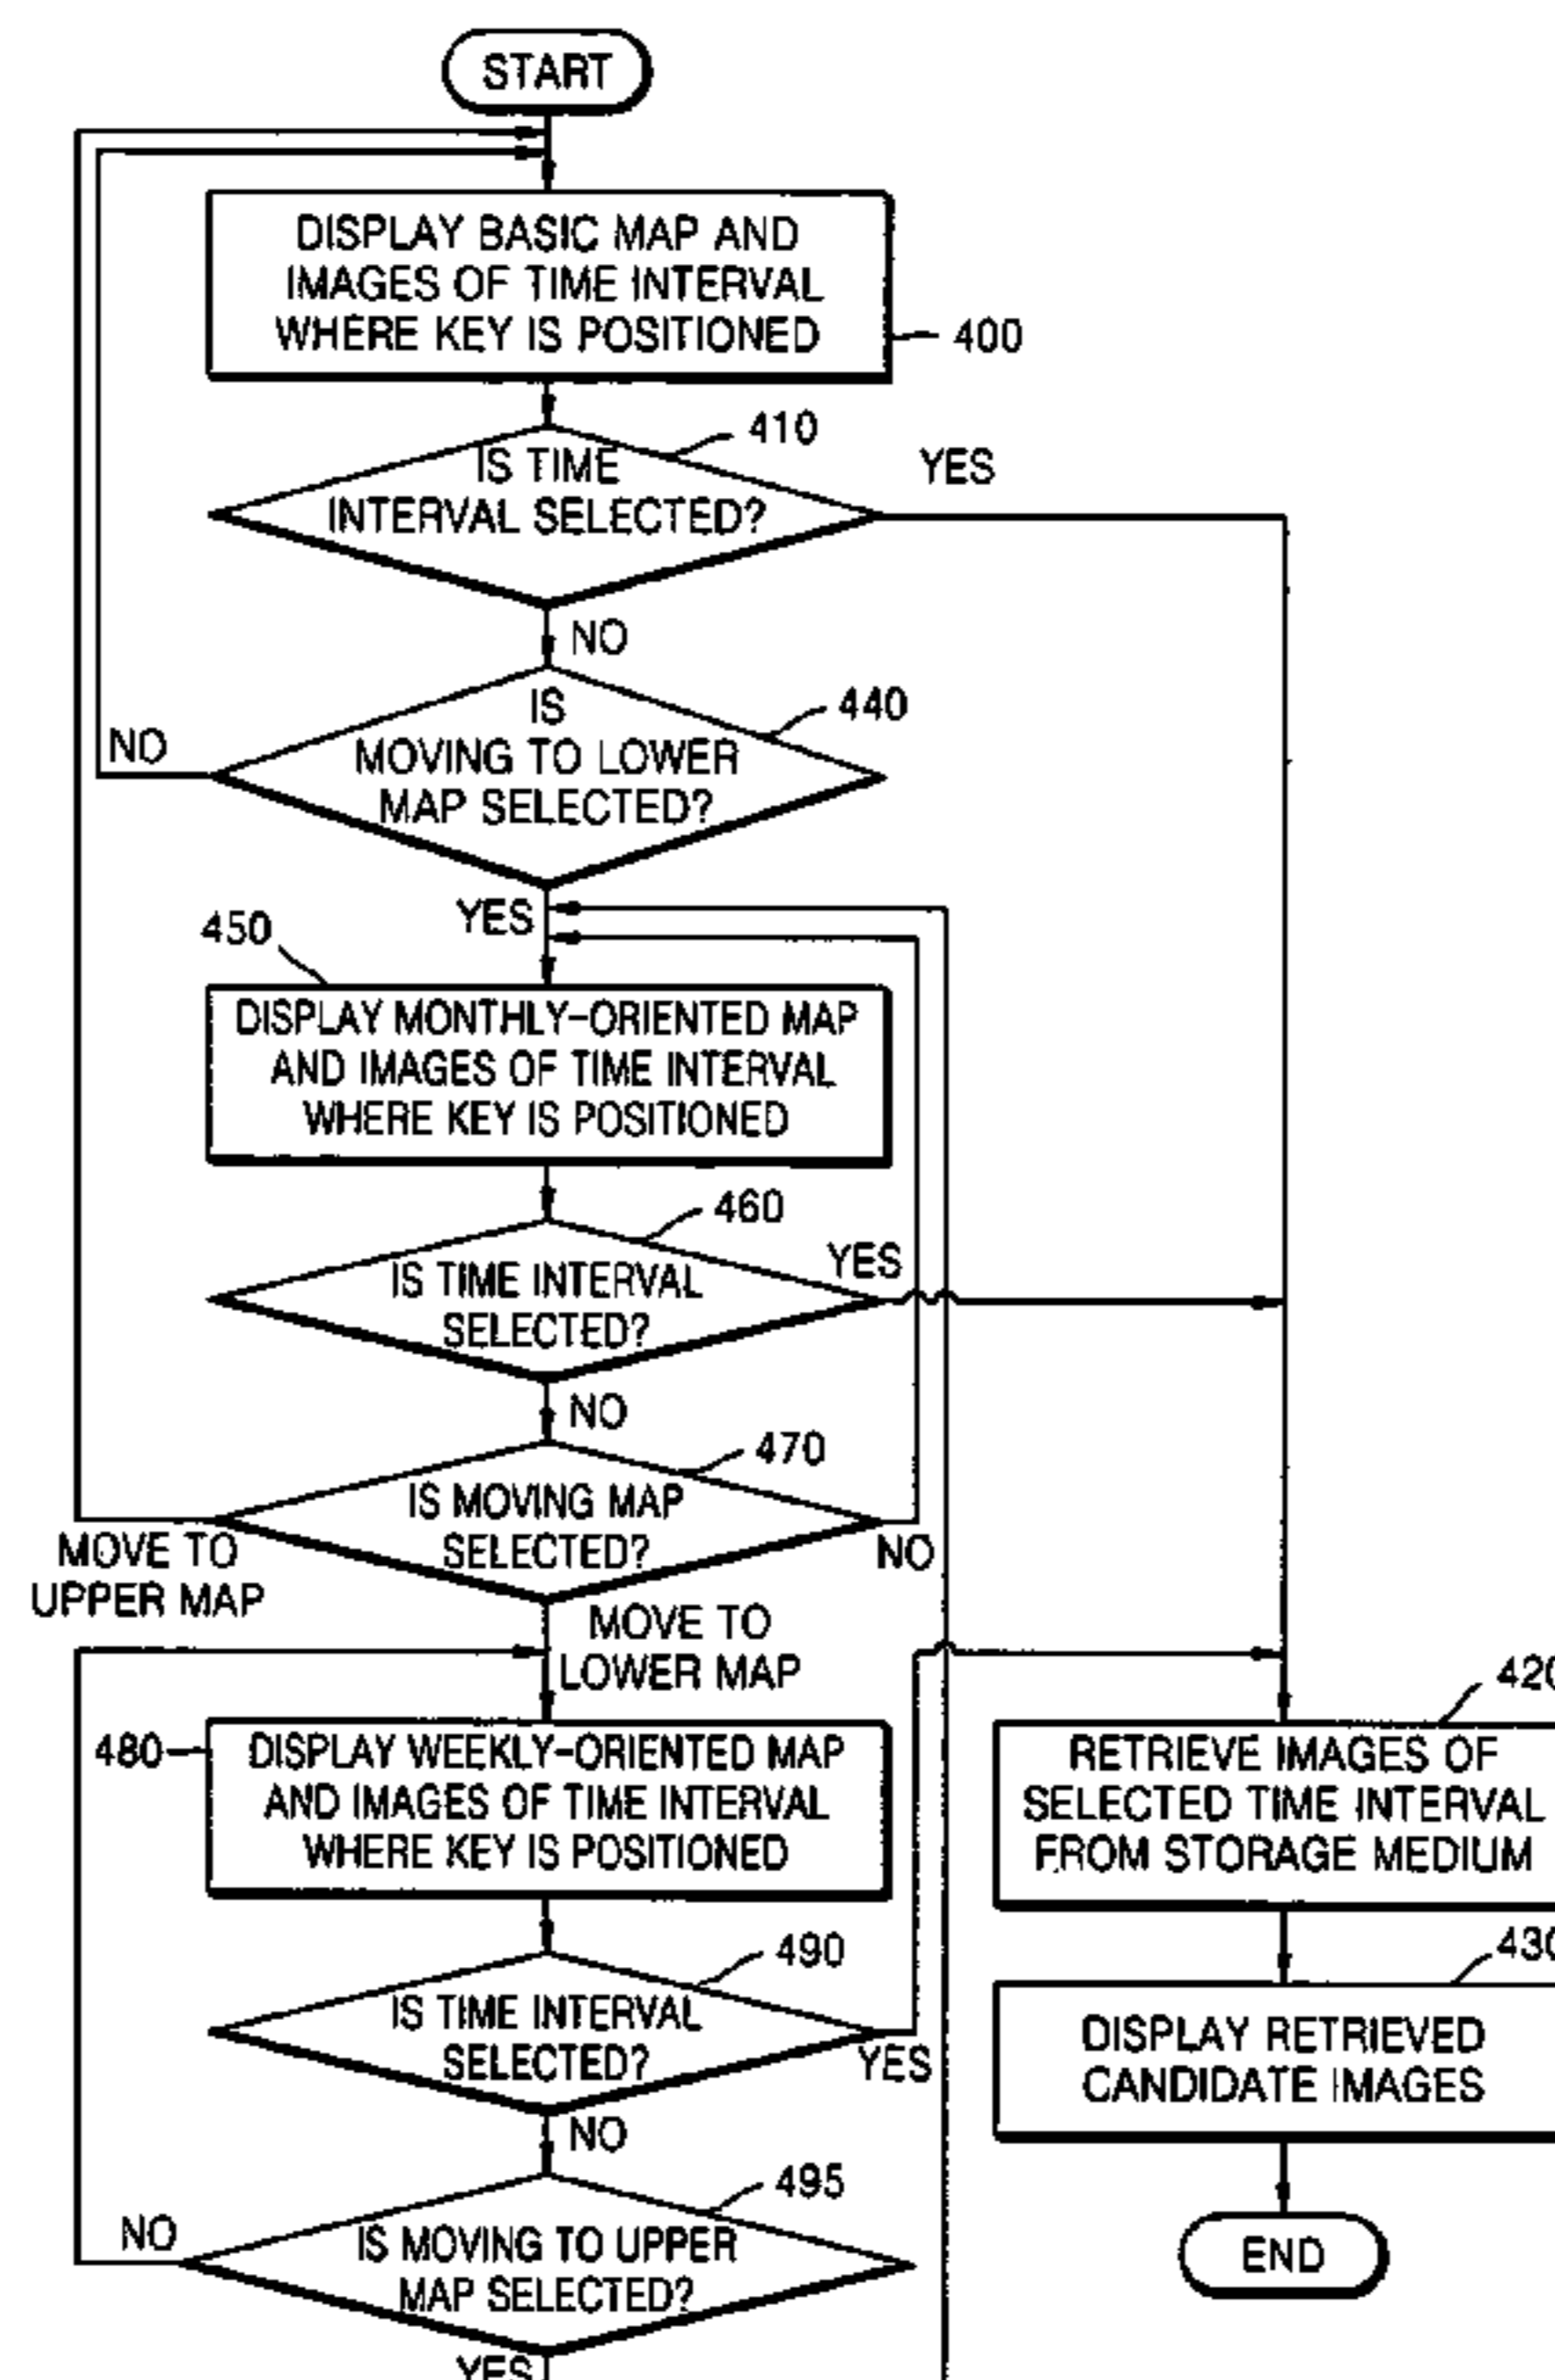 START
DISPLAY BASIC MAP AND
IMAGES OF TIME INTERVAL
WHERE KEY IS POSITIONED
400
410
IS TIME
INTERVAL SELECTED?
YES
NO
440
IS
MOVING TO LOWER
MAP SELECTED?
NO
YES
450
DISPLAY MONTHLY-ORIENTED MAP
AND IMAGES OF TIME INTERVAL
WHERE KEY IS POSITIONED
460
IS TIME INTERVAL
SELECTED?
YES
NO
470
IS MOVING MAP
SELECTED?
NO
MOVE TO
UPPER MAP
MOVE TO
LOWER MAP
480
DISPLAY WEEKLY-ORIENTED MAP
AND IMAGES OF TIME INTERVAL
WHERE KEY IS POSITIONED
420
RETRIEVE IMAGES OF
SELECTED TIME INTERVAL
FROM STORAGE MEDIUM
490
IS TIME INTERVAL
SELECTED?
YES
NO
430
DISPLAY RETRIEVED
CANDIDATE IMAGES
495
IS MOVING TO UPPER
MAP SELECTED?
NO
YES
END